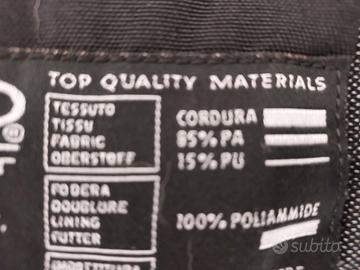 TOP QUALITY MATERIALS
TESSUTO
TISSU
FABRIC
OBERSTOFF
CORDURA
85% PA
15% PU
FODERA
DOUBLURE
LINING
FUTTER
100% POLIAMMIDE
IMBOTTITURA
subito